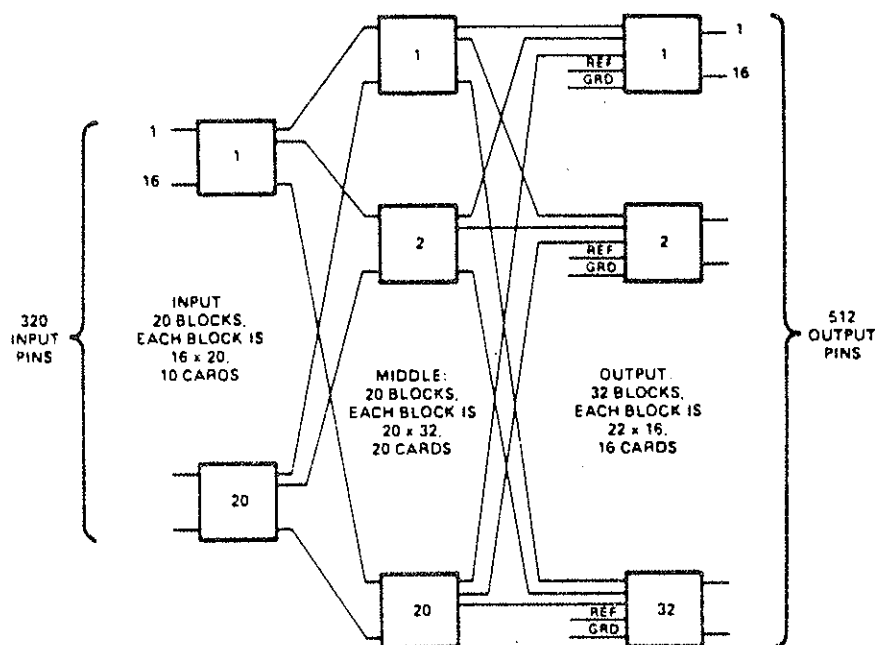 1
1
1
16
REF
GRD
1
16
1
320
INPUT
PINS
INPUT
20 BLOCKS,
EACH BLOCK IS
16 x 20,
10 CARDS
20
2
MIDDLE:
20 BLOCKS,
EACH BLOCK IS
20 x 32,
20 CARDS
20
2
REF
GRD
OUTPUT
32 BLOCKS,
EACH BLOCK IS
22 x 16,
16 CARDS
32
REF
GRD
512
OUTPUT
PINS